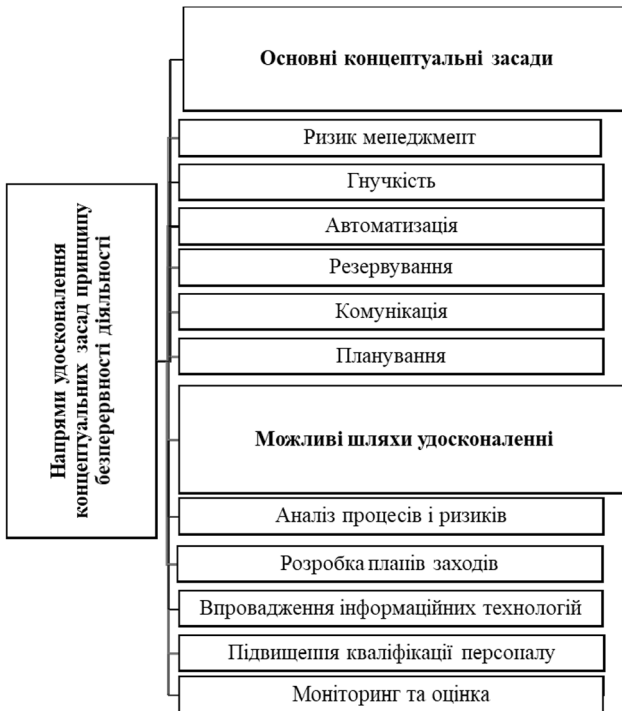 Основні концептуальні засади
Ризик менеджмент
Гнучкість
Автоматизація
Резервування
Комунікація
Планування
Напрями удосконалення
концептуальних засад принципу
безперервності діяльності
Можливі шляхи удосконаленні
Аналіз процесів і ризиків
Розробка планів заходів
Впровадження інформаційних технологій
Підвищення кваліфікації персоналу
Моніторинг та оцінка